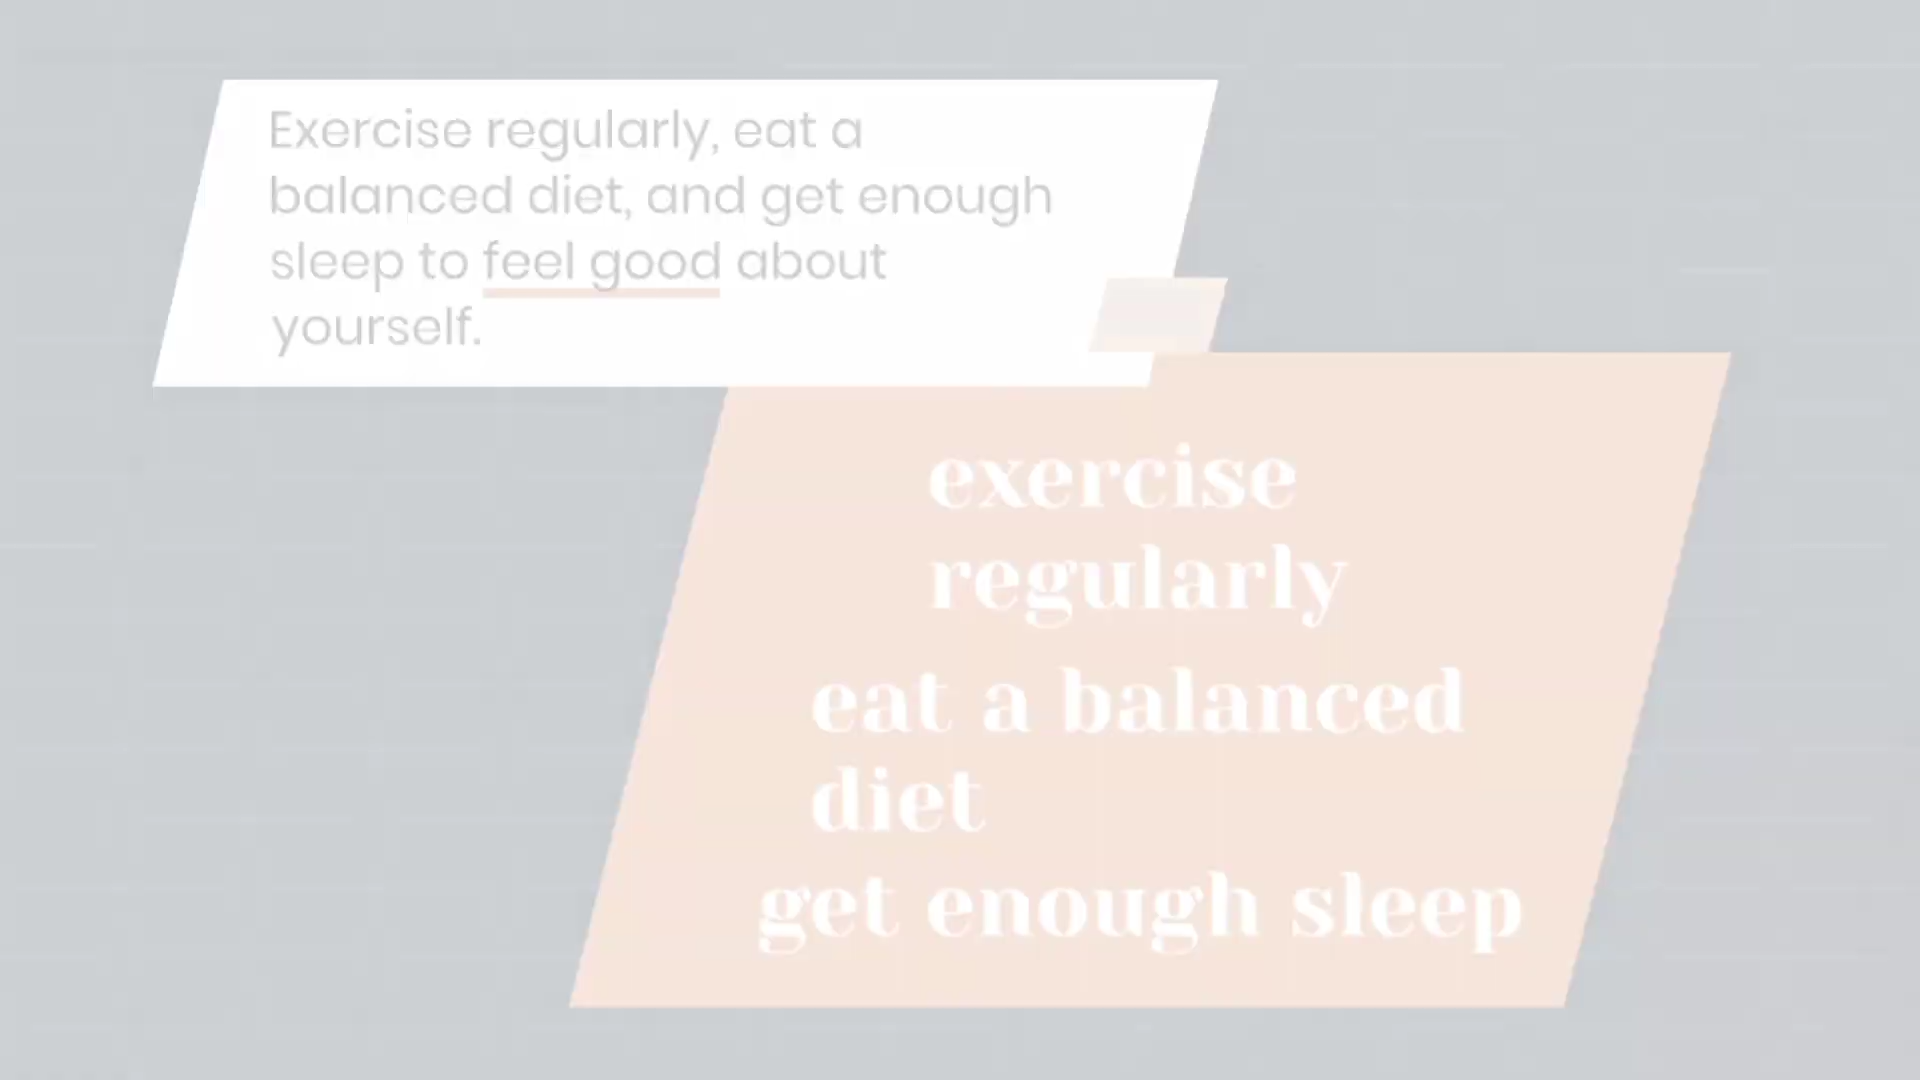 Exercise regularly, eat a
balanced diet, and get enough
sleep to feel good about
yourself.
exercise
regularly
eat a balanced
diet
get enough sleep